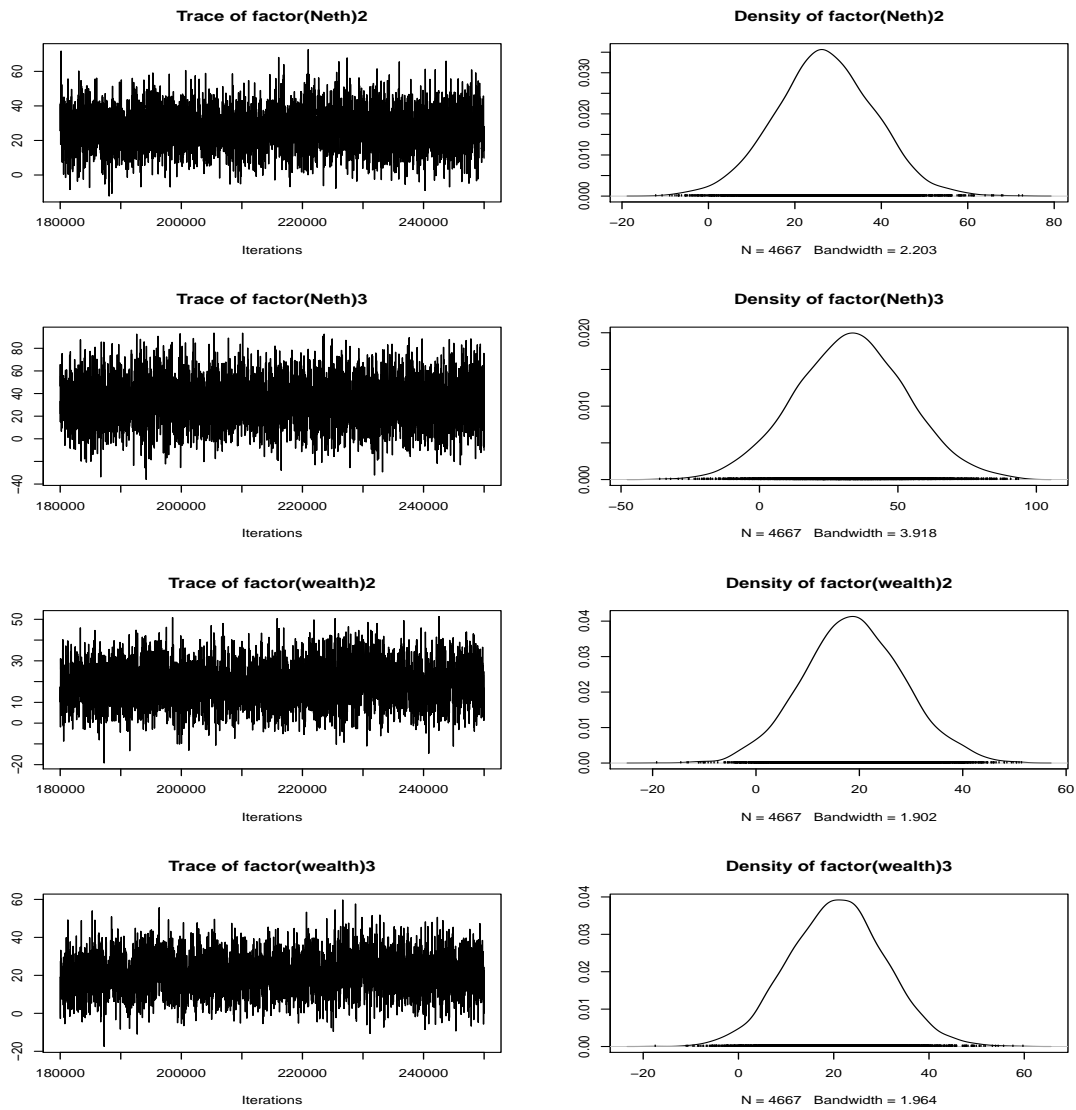 Trace of factor(Neth)2
0 20 40 60
180000 200000 220000 240000
Iterations
Density of factor(Neth)2
0.000 0.010 0.020 0.030
−20 0 20 40 60 80
N = 4667 Bandwidth = 2.203
Trace of factor(Neth)3
−40 0 20 40 60 80
180000 200000 220000 240000
Iterations
Density of factor(Neth)3
0.000 0.010 0.020
−50 0 50 100
N = 4667 Bandwidth = 3.918
Trace of factor(wealth)2
−20 0 10 30 50
180000 200000 220000 240000
Iterations
Density of factor(wealth)2
0.00 0.01 0.02 0.03 0.04
−20 0 20 40 60
N = 4667 Bandwidth = 1.902
Trace of factor(wealth)3
−20 0 20 40 60
180000 200000 220000 240000
Iterations
Density of factor(wealth)3
0.00 0.01 0.02 0.03 0.04
−20 0 20 40 60
N = 4667 Bandwidth = 1.964